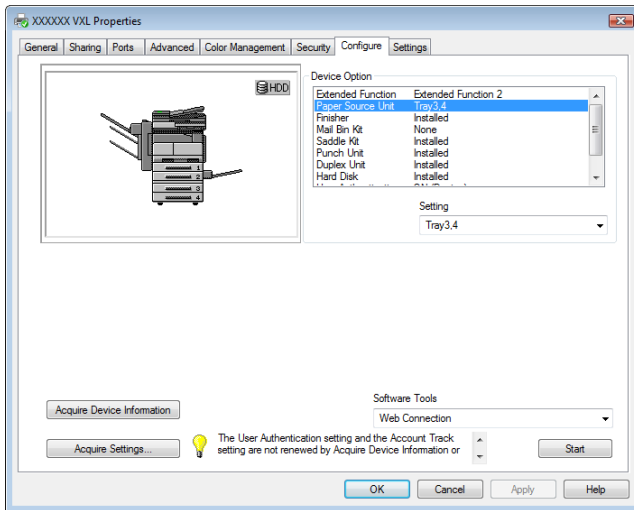 XXXXXX VXL Properties
General Sharing Ports Advanced Color Management Security Configure Settings
HDD
1
2
3
4
Device Option
Extended Function Extended Function 2
Paper Source Unit Tray3,4
Finisher Installed
Mail Bin Kit None
Saddle Kit Installed
Punch Unit Installed
Duplex Unit Installed
Hard Disk Installed
Setting
Tray3,4
Acquire Device Information
Software Tools
Web Connection
Acquire Settings...
The User Authentication setting and the Account Track
setting are not renewed by Acquire Device Information or
Start
OK Cancel Apply Help